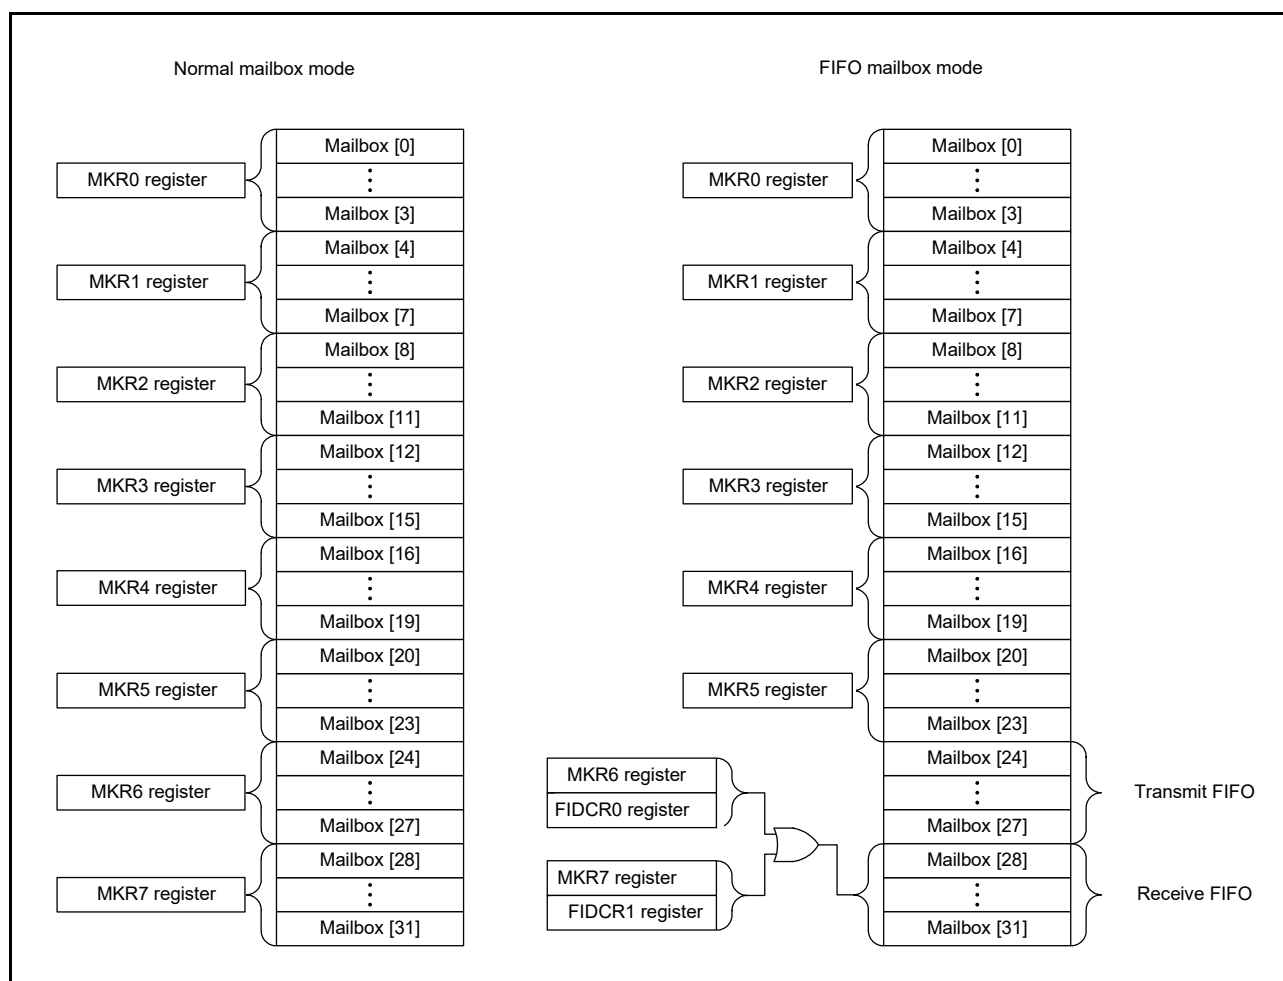 Normal mailbox mode
MKR0 register
Mailbox [0]
Mailbox [3]
MKR1 register
Mailbox [4]
Mailbox [7]
MKR2 register
Mailbox [8]
Mailbox [11]
MKR3 register
Mailbox [12]
Mailbox [15]
MKR4 register
Mailbox [16]
Mailbox [19]
MKR5 register
Mailbox [20]
Mailbox [23]
MKR6 register
Mailbox [24]
Mailbox [27]
MKR7 register
Mailbox [28]
Mailbox [31]
FIFO mailbox mode
MKR0 register
Mailbox [0]
Mailbox [3]
MKR1 register
Mailbox [4]
Mailbox [7]
MKR2 register
Mailbox [8]
Mailbox [11]
MKR3 register
Mailbox [12]
Mailbox [15]
MKR4 register
Mailbox [16]
Mailbox [19]
MKR5 register
Mailbox [20]
Mailbox [23]
MKR6 register
FIDCR0 register
Mailbox [24]
Mailbox [27]
Transmit FIFO
MKR7 register
FIDCR1 register
Mailbox [28]
Mailbox [31]
Receive FIFO